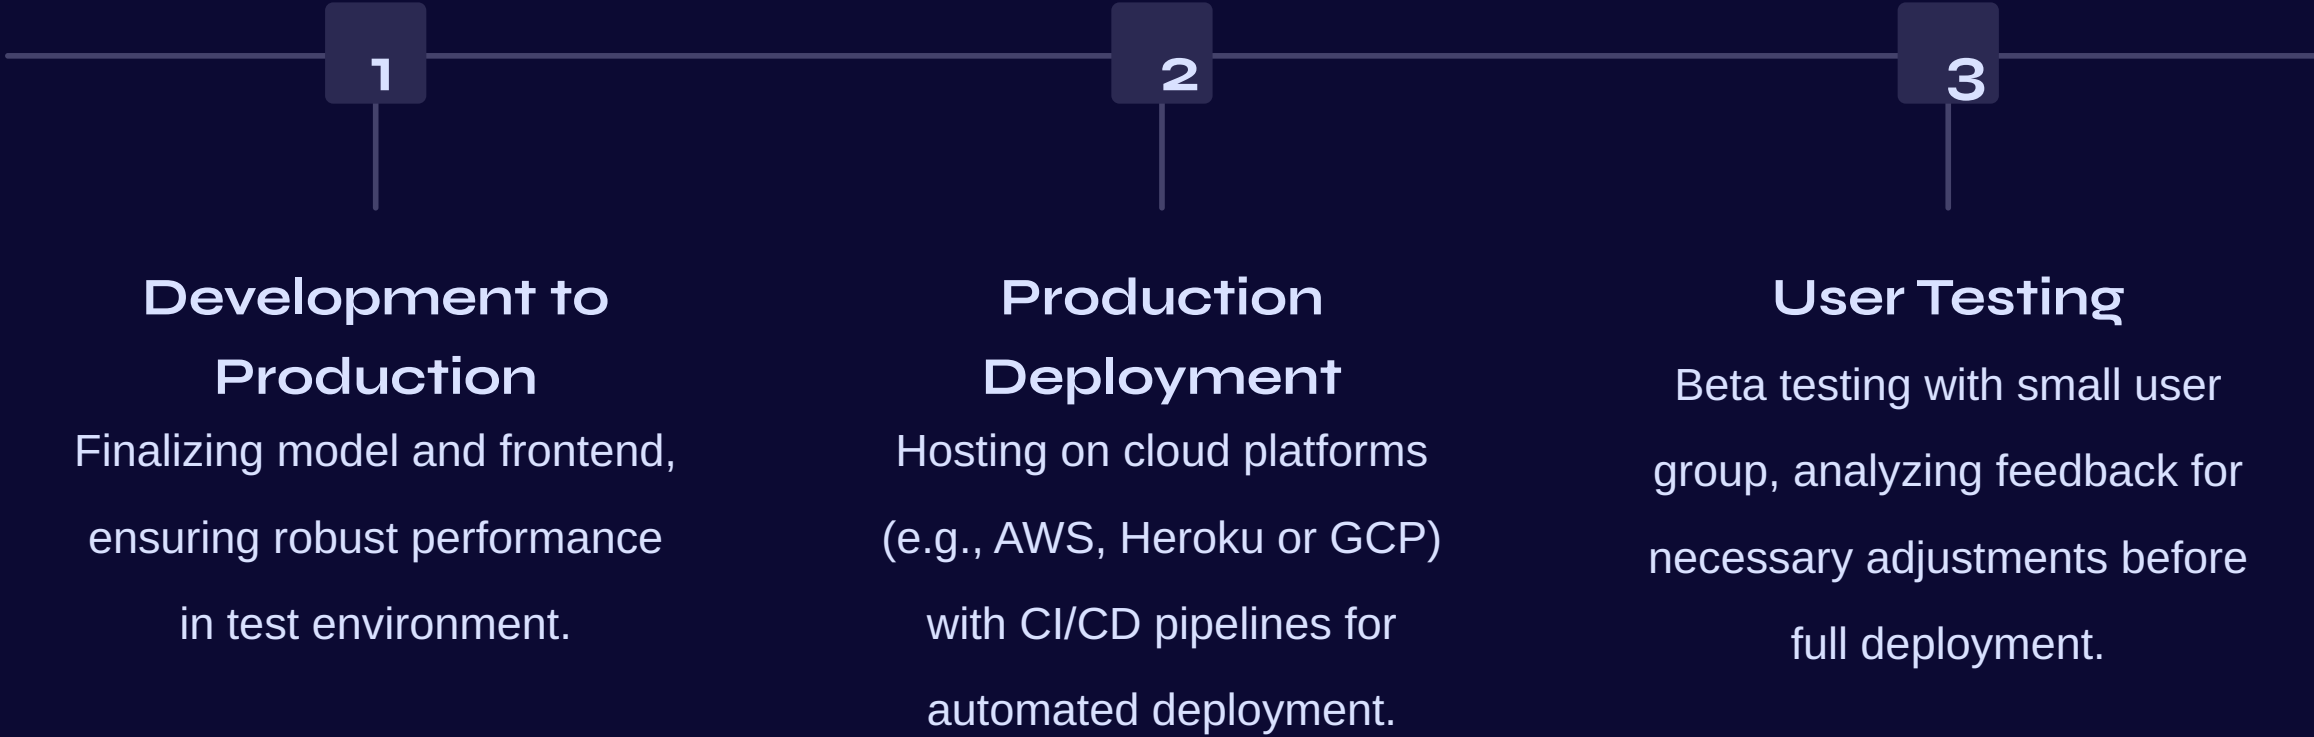 1
Development to
Production
Finalizing model and frontend,
ensuring robust performance
in test environment.
2
Production
Deployment
Hosting on cloud platforms
(e.g., AWS, Heroku or GCP)
with CI/CD pipelines for
automated deployment.
3
User Testing
Beta testing with small user
group, analyzing feedback for
necessary adjustments before
full deployment.